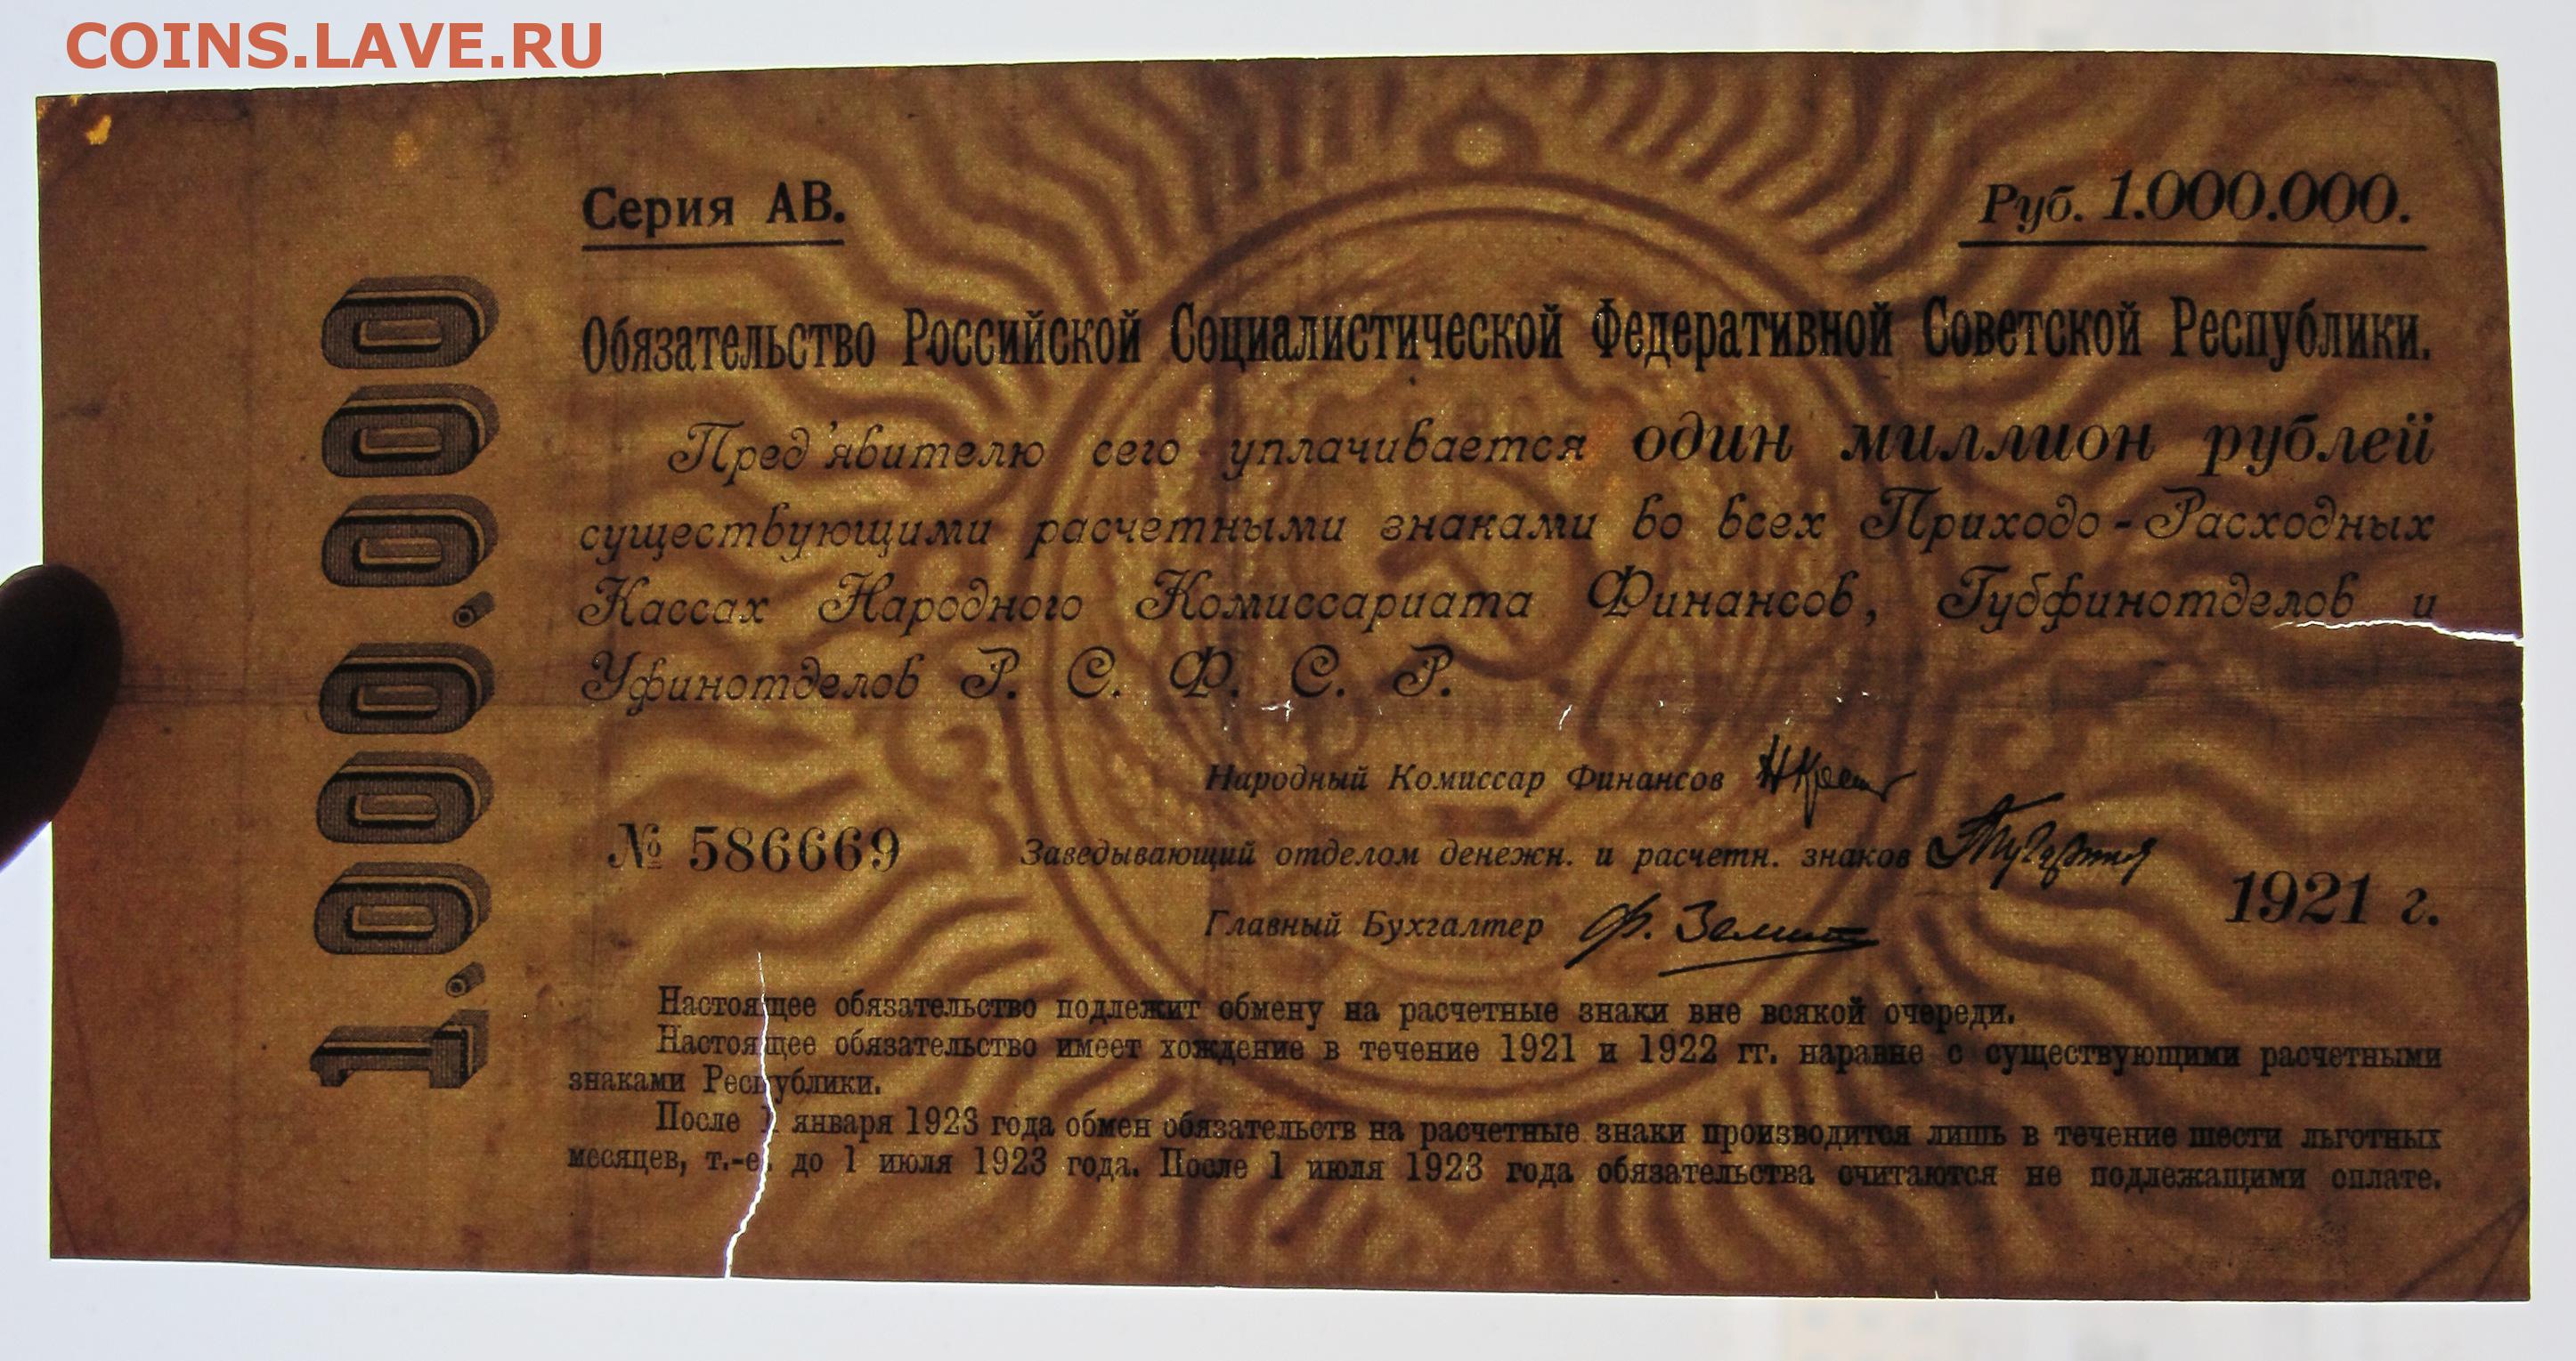 COINS.LAVE.RU
Серия АВ.
Руб. 1.000.000.
1.000.000
Обязательство Российской Социалистической Федеративной Советской Республики.
Пред'явителю сего уплачивается один миллион рублей
существующими расчетными знаками во всех Приходо-Расходных
Кассах Народного Комиссариата Финансов, Губфинотделов и
Уфинотделов Р. С. Ф. С. Р.
Народный Комиссар Финансов
№ 586669
Заведывающий отделом денежн. и расчетн. знаков
1921 г.
Главный Бухгалтер
Настоящее обязательство подлежит обмену на расчетные знаки вне всякой очереди.
Настоящее обязательство имеет хождение в течение 1921 и 1922 гг. наравне с существующими расчетными
знаками Республики.
После 1 января 1923 года обмен обязательств на расчетные знаки производится лишь в течение шести льготных
месяцев, т.-е. до 1 июля 1923 года. После 1 июля 1923 года обязательства считаются не подлежащими оплате.